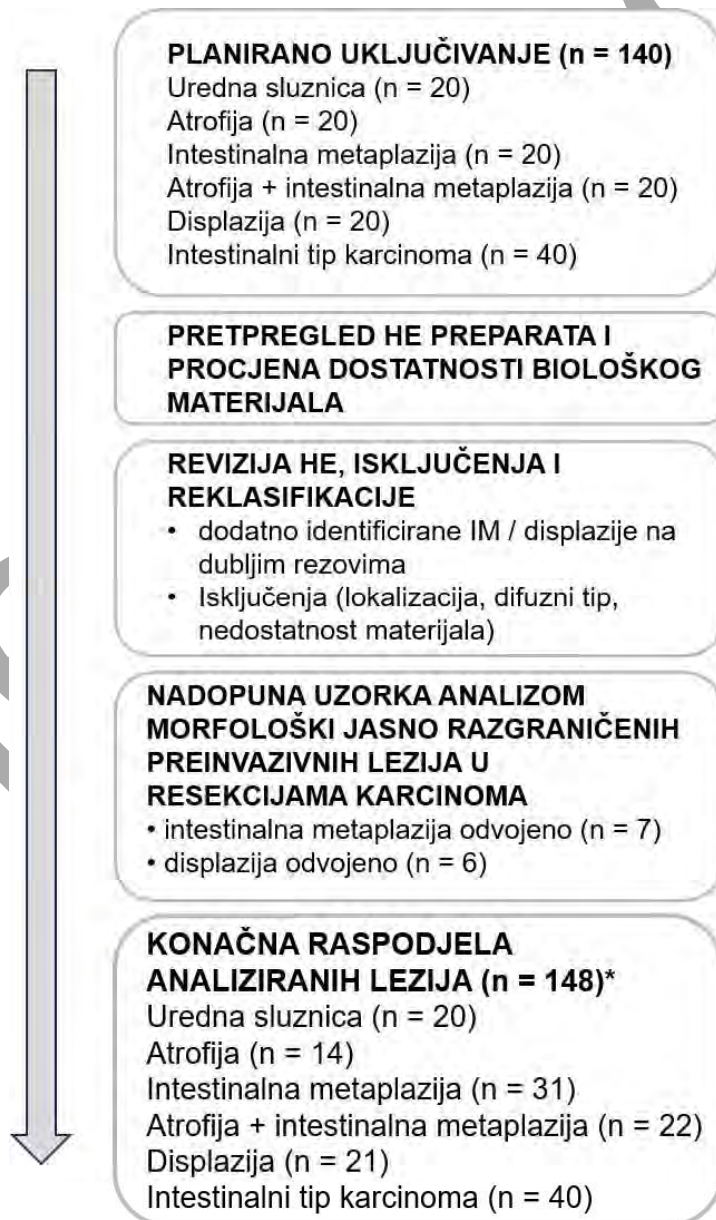 PLANIRANO UKLJUČIVANJE (n = 140)
Uredna sluznica (n = 20)
Atrofija (n = 20)
Intestinalna metaplazija (n = 20)
Atrofija + intestinalna metaplazija (n = 20)
Displazija (n = 20)
Intestinalni tip karcinoma (n = 40)
PRETPREGLED HE PREPARATA I
PROCJENA DOSTATNOSTI BIOLOŠKOG
MATERIJALA
REVIZIJA HE, ISKLJUČENJA I
REKLASIFIKACIJE
• dodatno identificirane IM / displazije na
dubljim rezovima
• Isključenja (lokalizacija, difuzni tip,
nedostatnost materijala)
NADOPUNA UZORKA ANALIZOM
MORFOLOŠKI JASNO RAZGRANIČENIH
PREINVAZIVNIH LEZIJA U
RESEKCIJAMA KARCINOMA
• intestinalna metaplazija odvojeno (n = 7)
• displazija odvojeno (n = 6)
KONAČNA RASPODJELA
ANALIZIRANIH LEZIJA (n = 148)*
Uredna sluznica (n = 20)
Atrofija (n = 14)
Intestinalna metaplazija (n = 31)
Atrofija + intestinalna metaplazija (n = 22)
Displazija (n = 21)
Intestinalni tip karcinoma (n = 40)